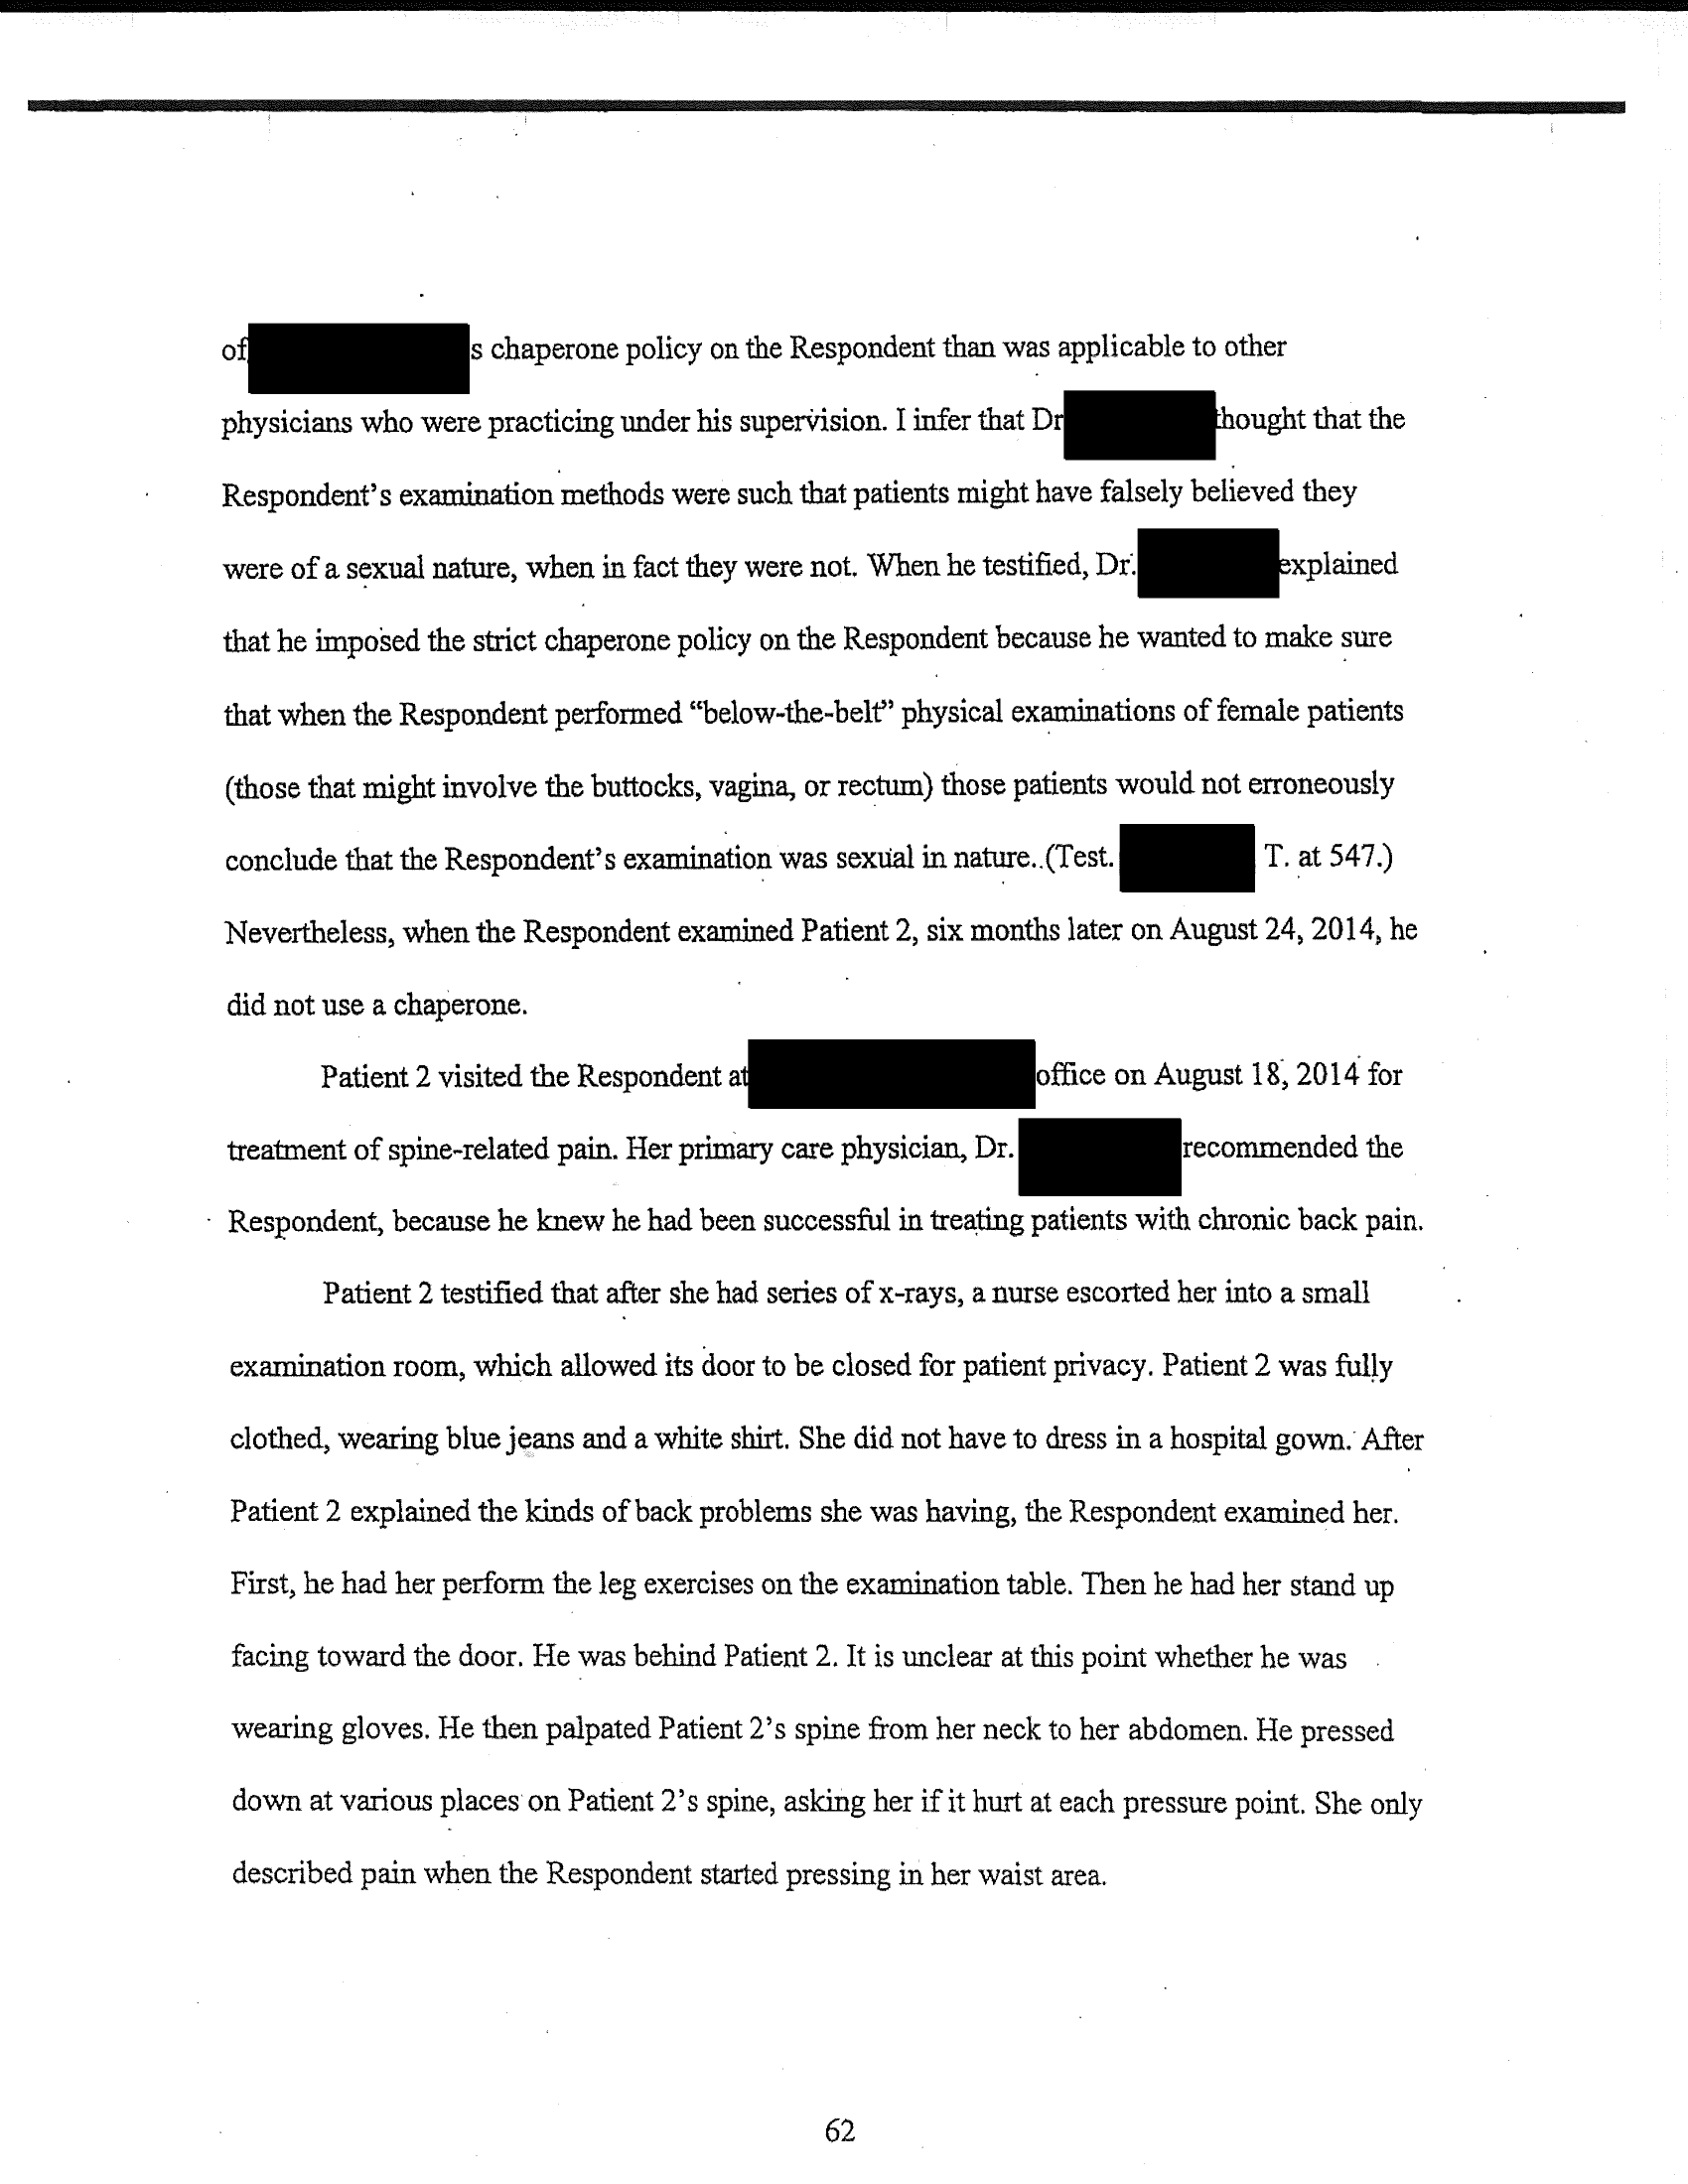 of s chaperone policy on the Respondent than was applicable to other
physicians who were practicing under his supervision. I infer that Dr thought that the
Respondent's examination methods were such that patients might have falsely believed they
were of a sexual nature, when in fact they were not. When he testified, Dr. explained
that he imposed the strict chaperone policy on the Respondent because he wanted to make sure
that when the Respondent performed “below-the-belt” physical examinations of female patients
(those that might involve the buttocks, vagina, or rectum) those patients would not erroneously
conclude that the Respondent's examination was sexual in nature. (Test. T. at 547.)
Nevertheless, when the Respondent examined Patient 2, six months later on August 24, 2014, he
did not use a chaperone.
Patient 2 visited the Respondent at office on August 18, 2014 for
treatment of spine-related pain. Her primary care physician, Dr. recommended the
Respondent, because he knew he had been successful in treating patients with chronic back pain.
Patient 2 testified that after she had series of x-rays, a nurse escorted her into a small
examination room, which allowed its door to be closed for patient privacy. Patient 2 was fully
clothed, wearing blue jeans and a white shirt. She did not have to dress in a hospital gown. After
Patient 2 explained the kinds of back problems she was having, the Respondent examined her.
First, he had her perform the leg exercises on the examination table. Then he had her stand up
facing toward the door. He was behind Patient 2. It is unclear at this point whether he was
wearing gloves. He then palpated Patient 2's spine from her neck to her abdomen. He pressed
down at various places on Patient 2's spine, asking her if it hurt at each pressure point. She only
described pain when the Respondent started pressing in her waist area.
62